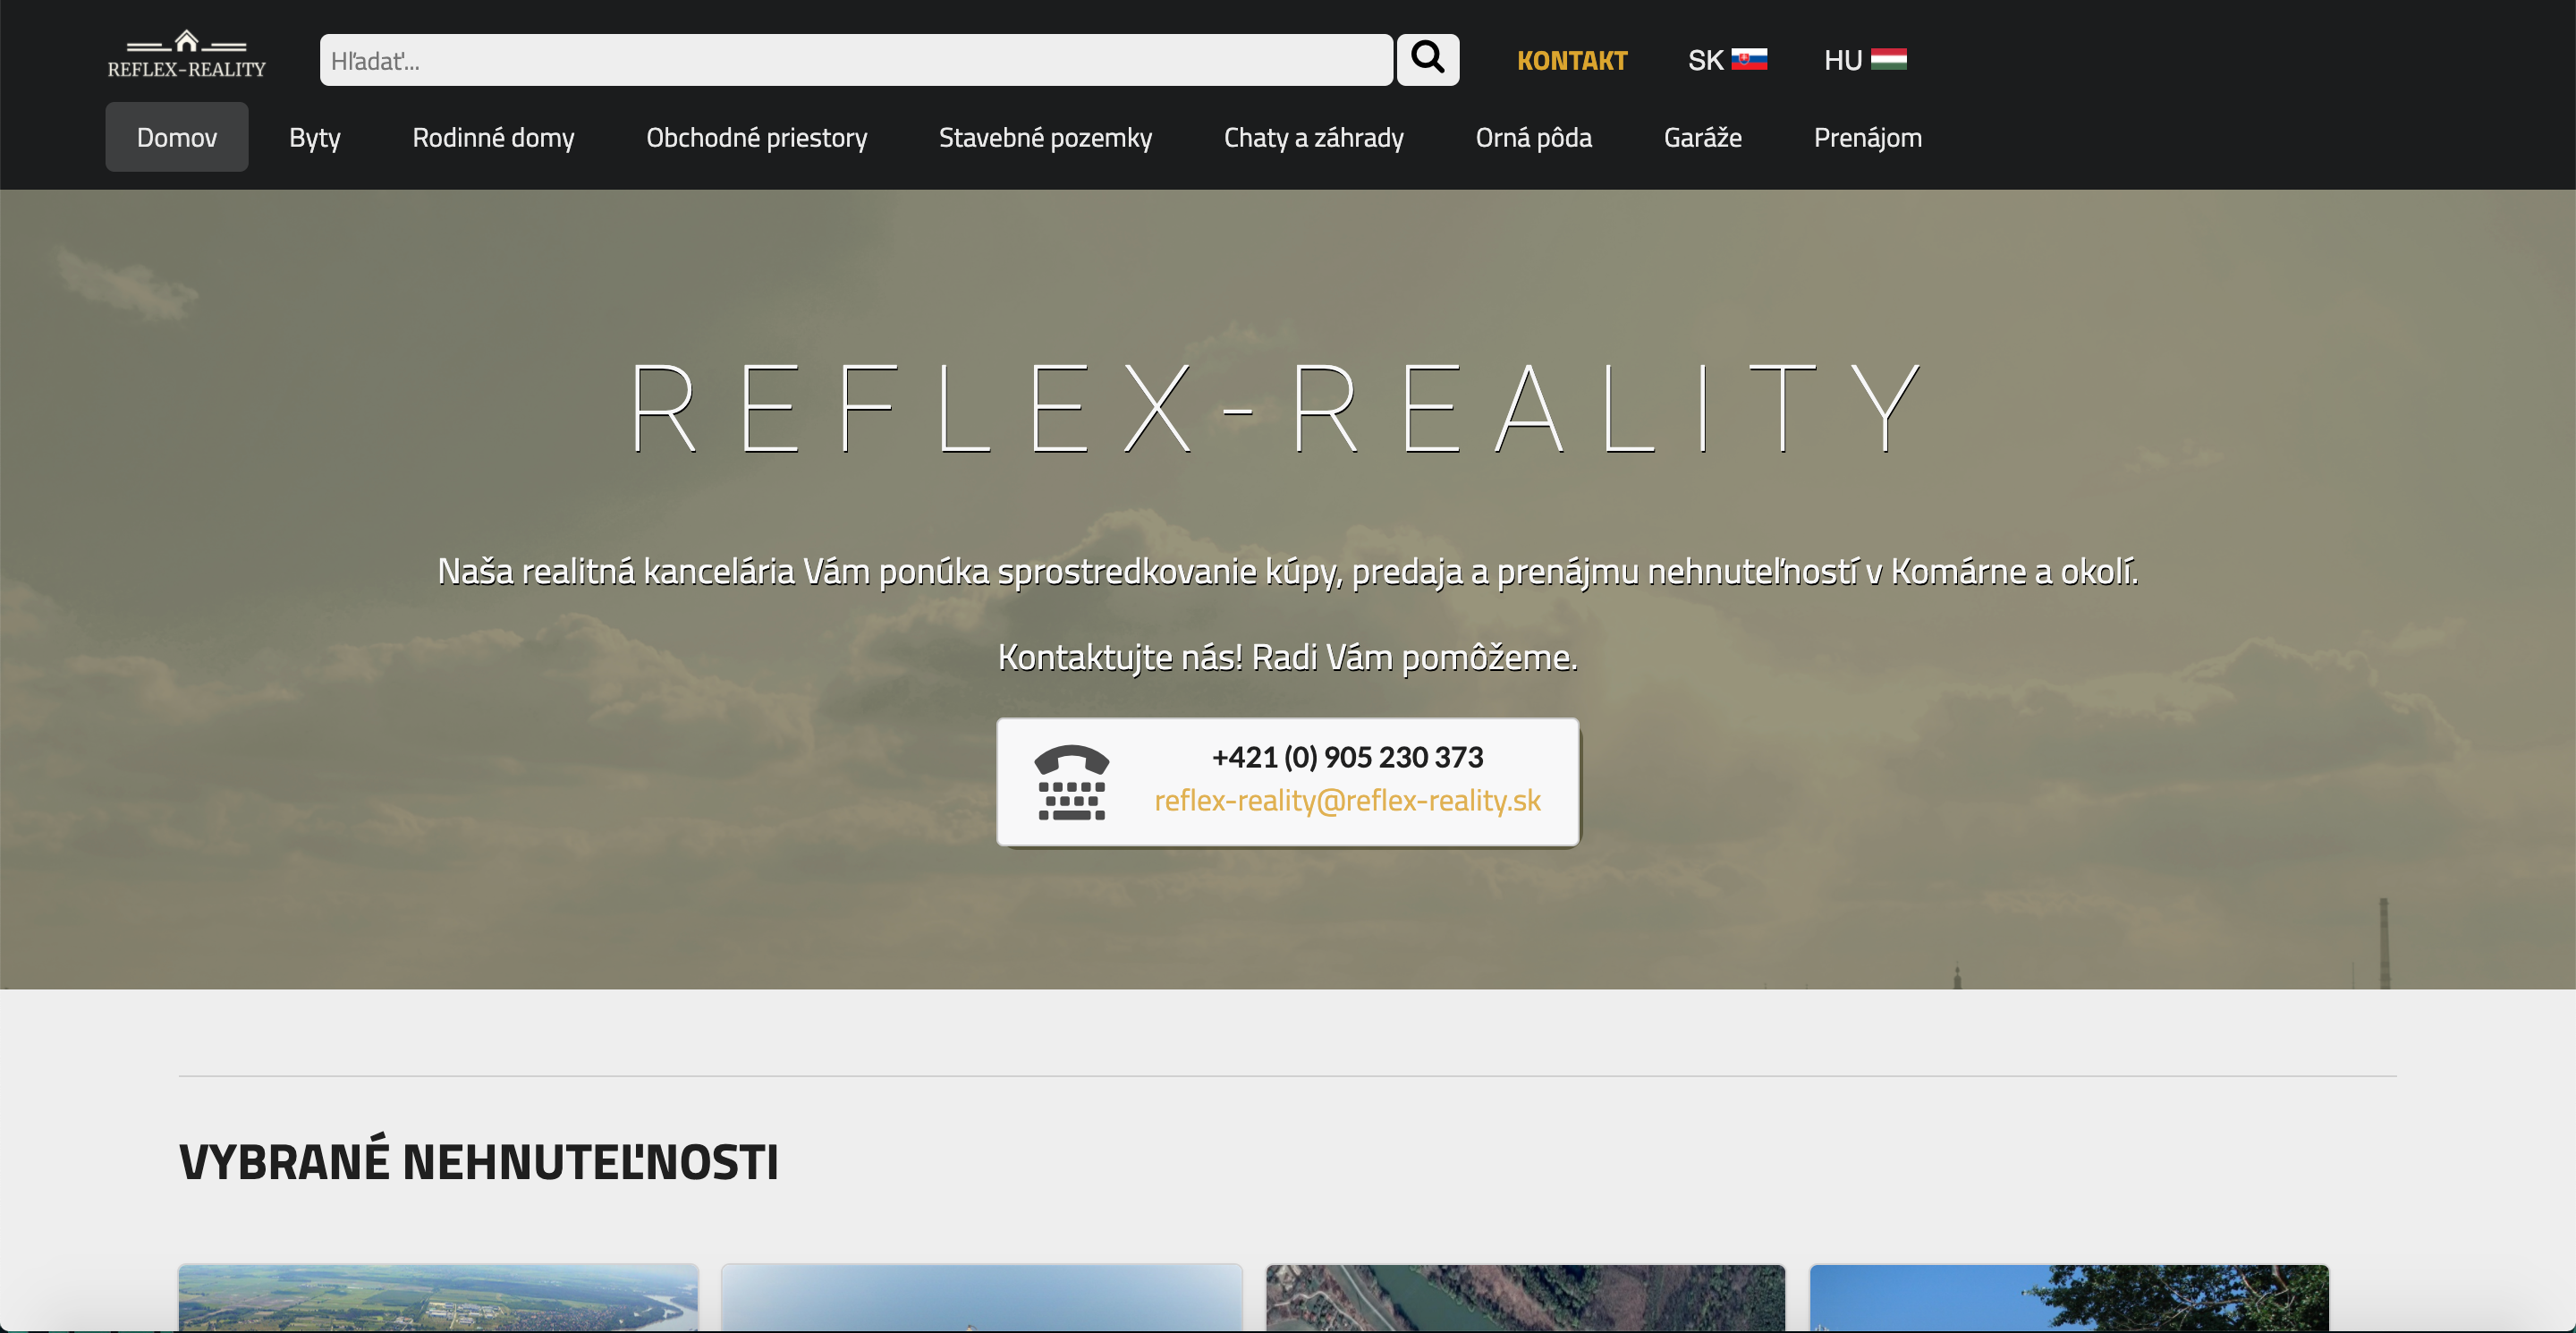 REFLEX-REALITY
Hľadať...
KONTAKT
SK
HU
Domov
Byty
Rodinné domy
Obchodné priestory
Stavebné pozemky
Chaty a záhrady
Orná pôda
Garáže
Prenájom
REFLEX-REALITY
Naša realitná kancelária Vám ponúka sprostredkovanie kúpy, predaja a prenájmu nehnuteľností v Komárne a okolí.
Kontaktujte nás! Radi Vám pomôžeme.
+421 (0) 905 230 373
reflex-reality@reflex-reality.sk
VYBRANÉ NEHNUTEĽNOSTI